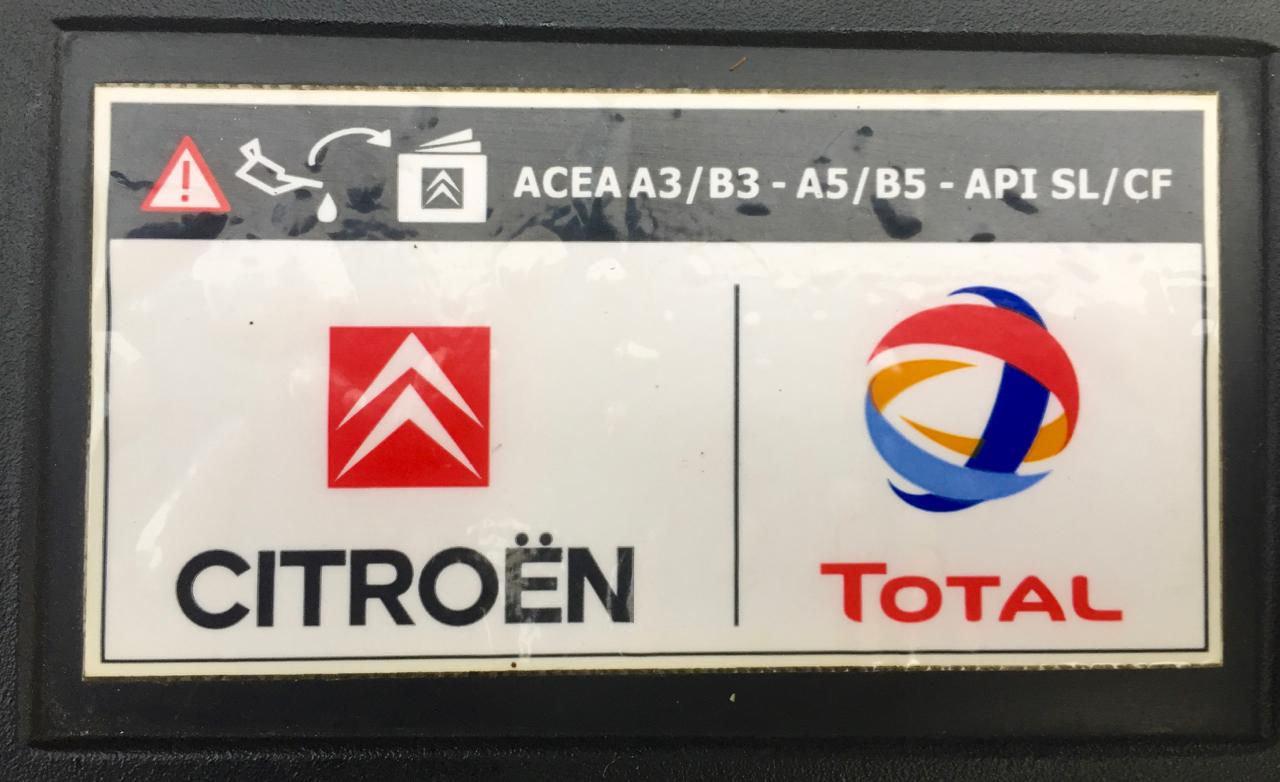 ACEA A3/B3 - A5/B5 - API SL/CF
CITROËN
TOTAL